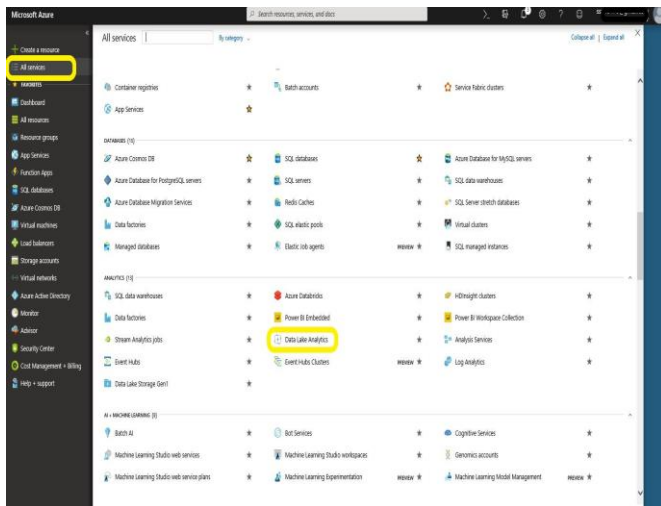 Microsoft Azure
Search resources, services, and docs
Create a resource
All services
FAVORITES
Dashboard
All resources
Resource groups
App Services
Function Apps
SQL databases
Azure Cosmos DB
Virtual machines
Load balancers
Storage accounts
Virtual networks
Azure Active Directory
Monitor
Advisor
Security Center
Cost Management + Billing
Help + support
All services
By category
Collapse all | Expand all
Container registries
Batch accounts
Service Fabric clusters
App Services
DATABASES (15)
Azure Cosmos DB
SQL databases
Azure Database for MySQL servers
Azure Database for PostgreSQL servers
SQL servers
SQL data warehouses
Azure Database Migration Services
Redis Caches
SQL Server stretch databases
Data factories
SQL elastic pools
Virtual clusters
Managed databases
Elastic Job agents
PREVIEW
SQL managed instances
ANALYTICS (13)
SQL data warehouses
Azure Databricks
HDInsight clusters
Data factories
Power BI Embedded
Power BI Workspace Collection
Stream Analytics jobs
Data Lake Analytics
Analysis Services
Event Hubs
Event Hubs Clusters
PREVIEW
Log Analytics
Data Lake Storage Gen1
AI + MACHINE LEARNING (9)
Batch AI
Bot Services
Cognitive Services
Machine Learning Studio web services
Machine Learning Studio workspaces
Genomics accounts
Machine Learning Studio web service plans
Machine Learning Experimentation
PREVIEW
Machine Learning Model Management
PREVIEW